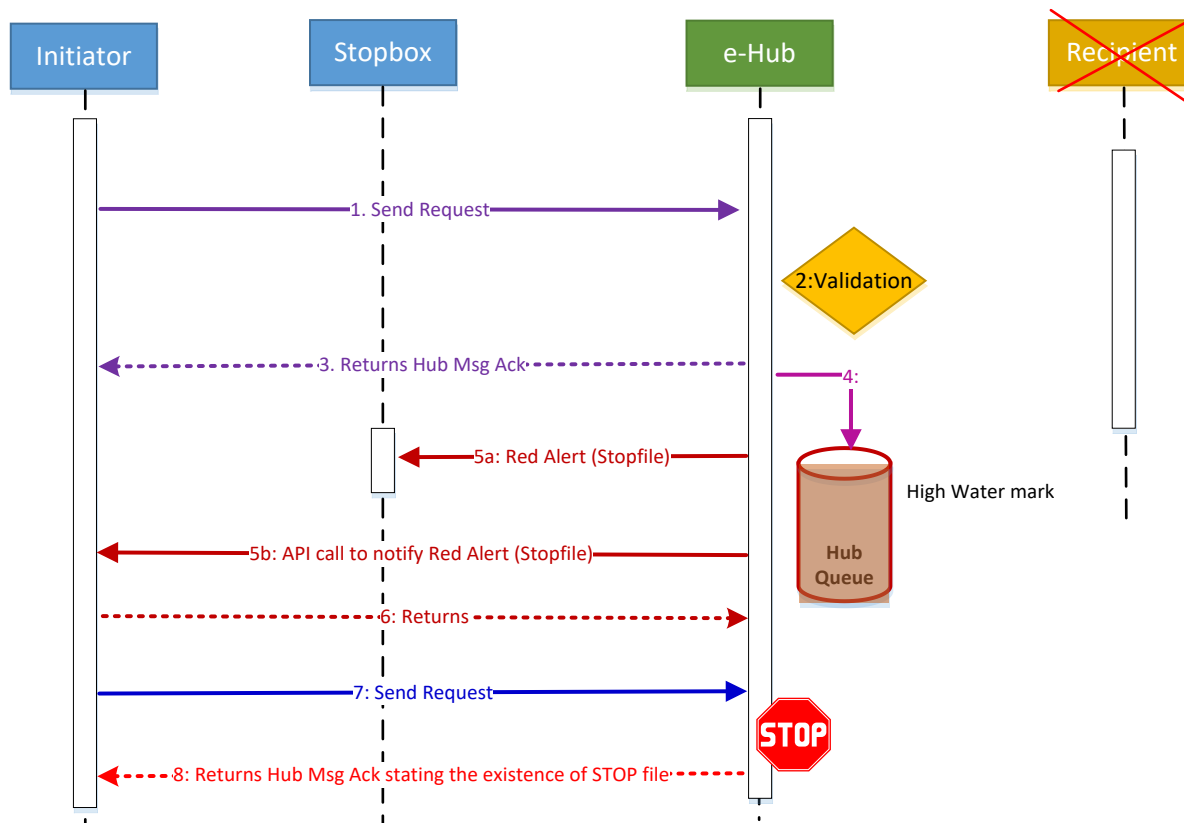 Initiator
Stopbox
e-Hub
Recipient
1. Send Request
2:Validation
3. Returns Hub Msg Ack
4:
5a: Red Alert (Stopfile)
High Water mark
5b: API call to notify Red Alert (Stopfile)
Hub
Queue
6: Returns
7: Send Request
STOP
8: Returns Hub Msg Ack stating the existence of STOP file